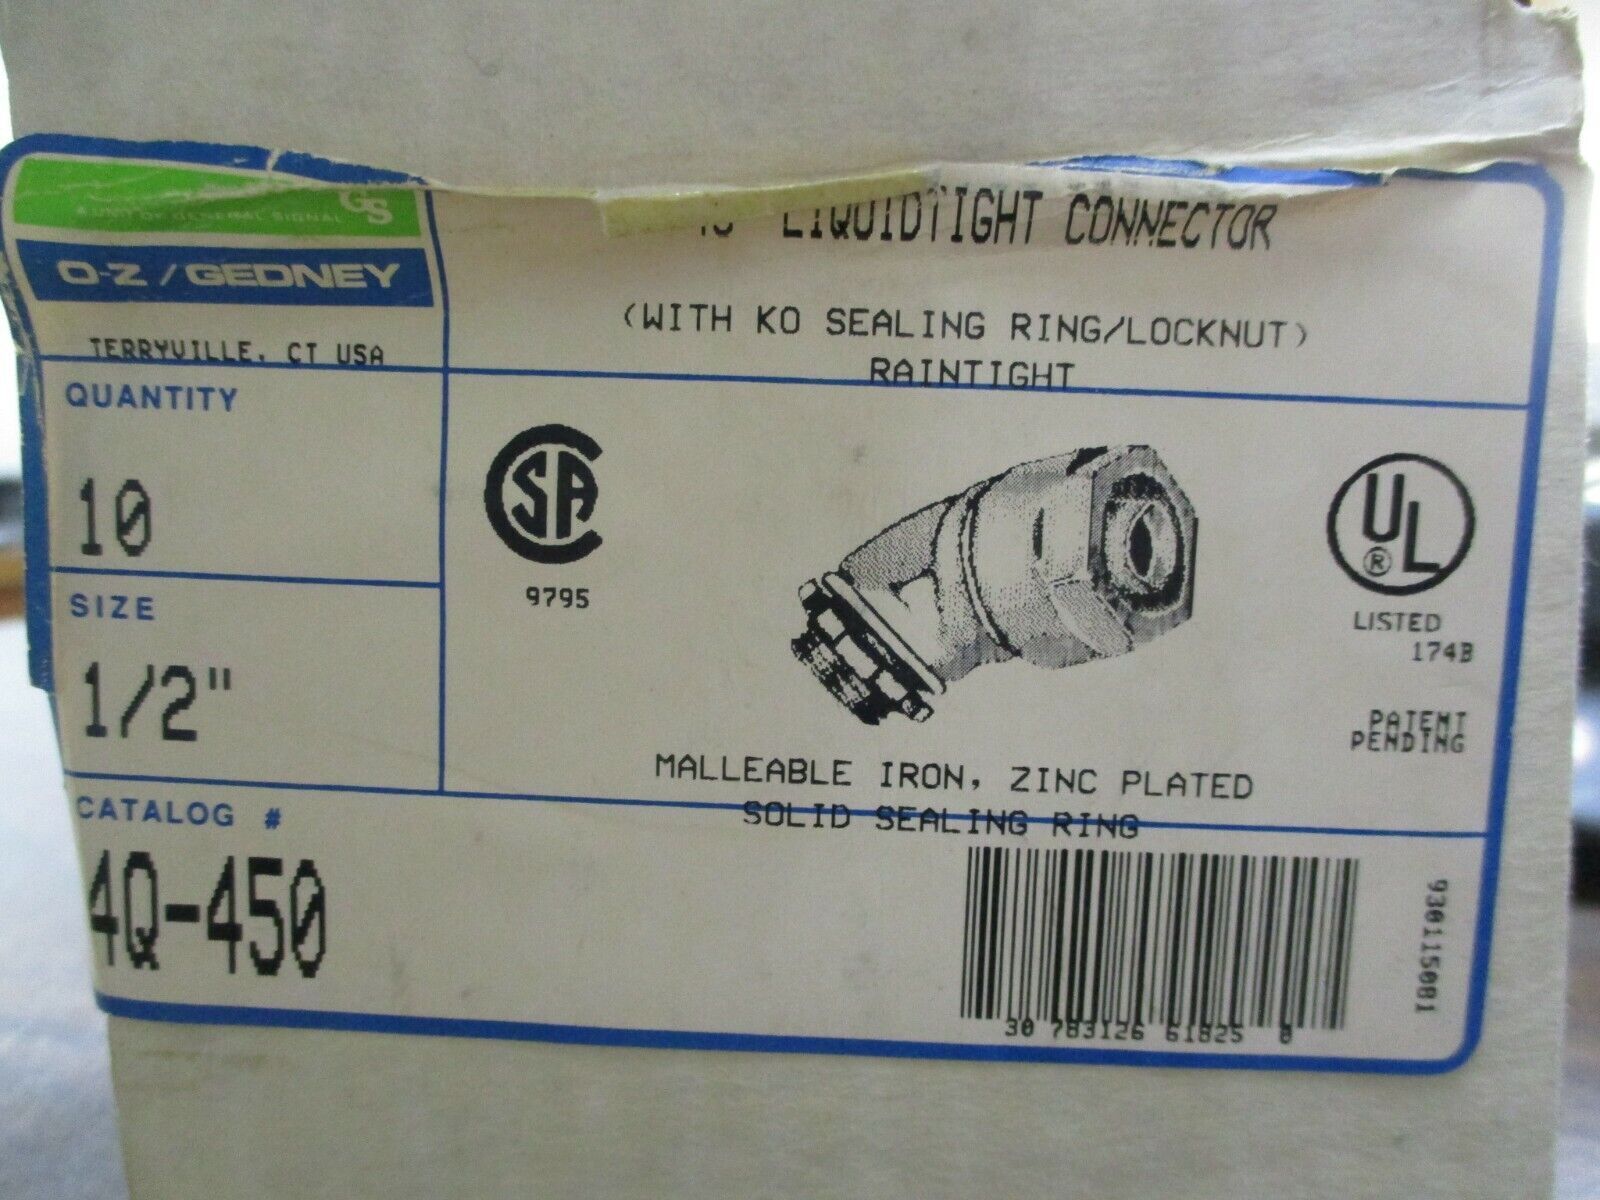 GS
A UNIT OF GENERAL SIGNAL
O-Z/GEDNEY
TERRYVILLE, CT USA
LIQUIDTIGHT CONNECTOR
(WITH KO SEALING RING/LOCKNUT)
RAINTIGHT
QUANTITY
10
SIZE
1/2"
CATALOG #
4Q-450
CSA
9795
UL
®
LISTED
174B
PATENT
PENDING
MALLEABLE IRON, ZINC PLATED
SOLID SEALING RING
30 783126 61825 8
9301150B1